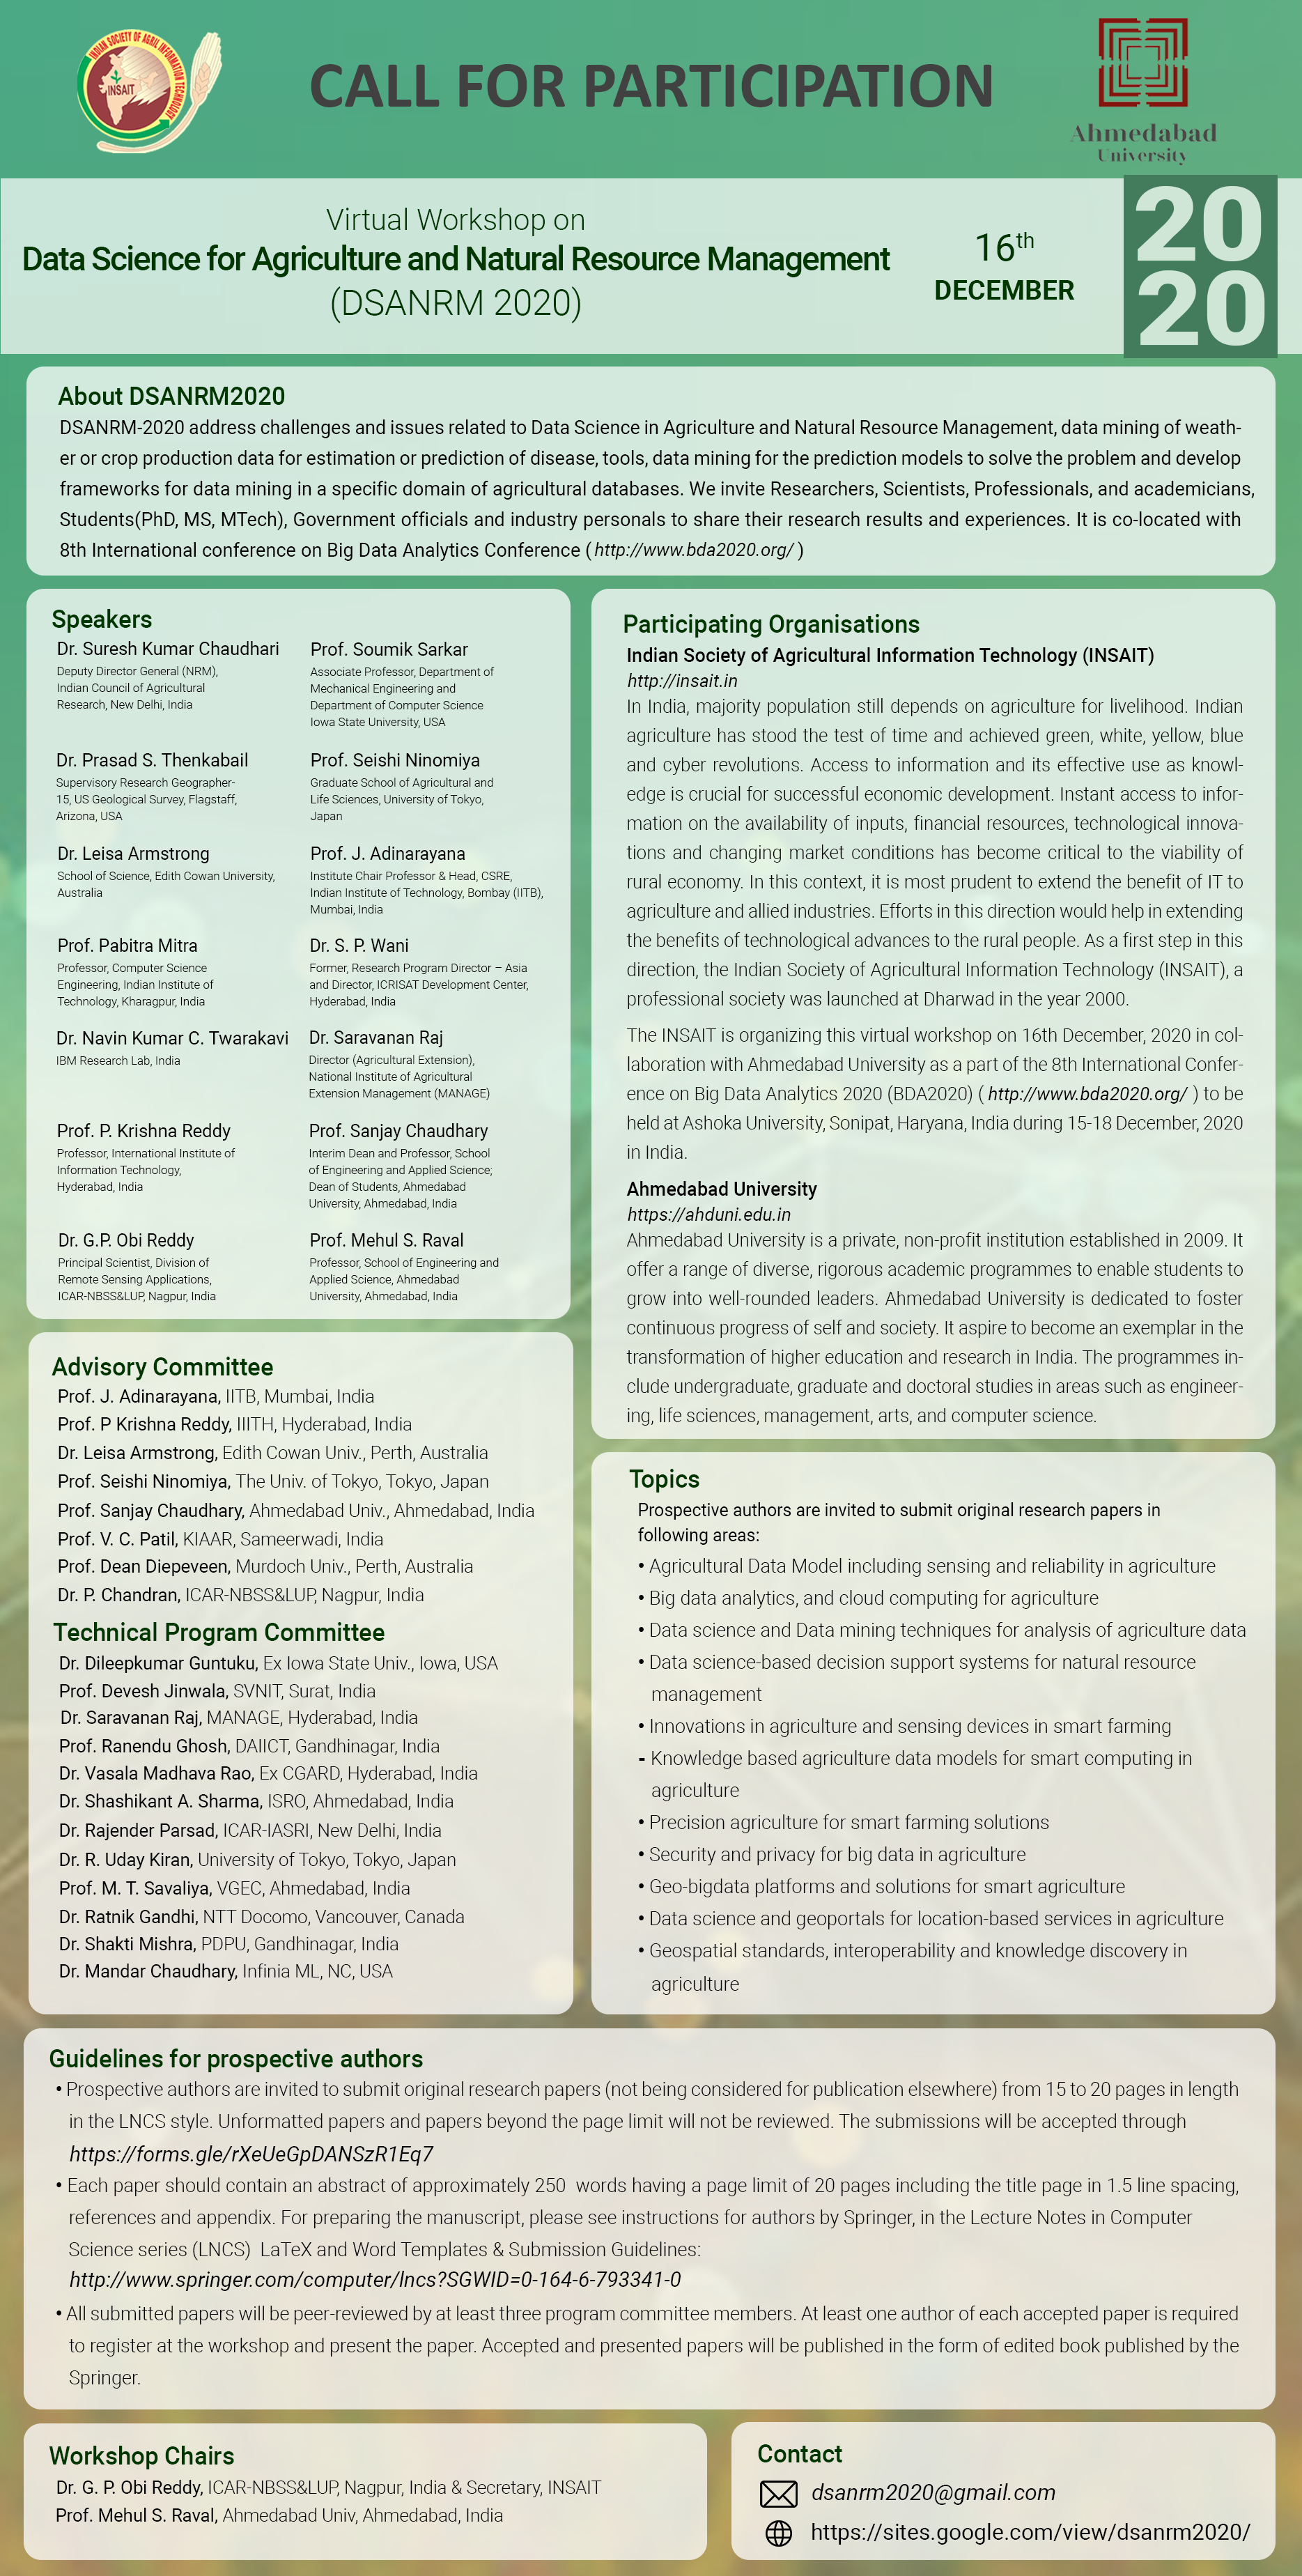 INDIAN SOCIETY OF AGRIL INFORMATION TECHNOLOGY
INSAIT
CALL FOR PARTICIPATION
Ahmedabad
University
Virtual Workshop on
Data Science for Agriculture and Natural Resource Management
(DSANRM 2020)
16th
DECEMBER
20
20
About DSANRM2020
DSANRM-2020 address challenges and issues related to Data Science in Agriculture and Natural Resource Management, data mining of weath-
er or crop production data for estimation or prediction of disease, tools, data mining for the prediction models to solve the problem and develop
frameworks for data mining in a specific domain of agricultural databases. We invite Researchers, Scientists, Professionals, and academicians,
Students(PhD, MS, MTech), Government officials and industry personals to share their research results and experiences. It is co-located with
8th International conference on Big Data Analytics Conference ( http://www.bda2020.org/ )
Speakers
Dr. Suresh Kumar Chaudhari
Deputy Director General (NRM),
Indian Council of Agricultural
Research, New Delhi, India
Prof. Soumik Sarkar
Associate Professor, Department of
Mechanical Engineering and
Department of Computer Science
Iowa State University, USA
Dr. Prasad S. Thenkabail
Supervisory Research Geographer-
15, US Geological Survey, Flagstaff,
Arizona, USA
Prof. Seishi Ninomiya
Graduate School of Agricultural and
Life Sciences, University of Tokyo,
Japan
Dr. Leisa Armstrong
School of Science, Edith Cowan University,
Australia
Prof. J. Adinarayana
Institute Chair Professor & Head, CSRE,
Indian Institute of Technology, Bombay (IITB),
Mumbai, India
Prof. Pabitra Mitra
Professor, Computer Science
Engineering, Indian Institute of
Technology, Kharagpur, India
Dr. S. P. Wani
Former, Research Program Director – Asia
and Director, ICRISAT Development Center,
Hyderabad, India
Dr. Navin Kumar C. Twarakavi
IBM Research Lab, India
Dr. Saravanan Raj
Director (Agricultural Extension),
National Institute of Agricultural
Extension Management (MANAGE)
Prof. P. Krishna Reddy
Professor, International Institute of
Information Technology,
Hyderabad, India
Prof. Sanjay Chaudhary
Interim Dean and Professor, School
of Engineering and Applied Science;
Dean of Students, Ahmedabad
University, Ahmedabad, India
Dr. G.P. Obi Reddy
Principal Scientist, Division of
Remote Sensing Applications,
ICAR-NBSS&LUP, Nagpur, India
Prof. Mehul S. Raval
Professor, School of Engineering and
Applied Science, Ahmedabad
University, Ahmedabad, India
Participating Organisations
Indian Society of Agricultural Information Technology (INSAIT)
http://insait.in
In India, majority population still depends on agriculture for livelihood. Indian
agriculture has stood the test of time and achieved green, white, yellow, blue
and cyber revolutions. Access to information and its effective use as knowl-
edge is crucial for successful economic development. Instant access to infor-
mation on the availability of inputs, financial resources, technological innova-
tions and changing market conditions has become critical to the viability of
rural economy. In this context, it is most prudent to extend the benefit of IT to
agriculture and allied industries. Efforts in this direction would help in extending
the benefits of technological advances to the rural people. As a first step in this
direction, the Indian Society of Agricultural Information Technology (INSAIT), a
professional society was launched at Dharwad in the year 2000.
The INSAIT is organizing this virtual workshop on 16th December, 2020 in col-
laboration with Ahmedabad University as a part of the 8th International Confer-
ence on Big Data Analytics 2020 (BDA2020) ( http://www.bda2020.org/ ) to be
held at Ashoka University, Sonipat, Haryana, India during 15-18 December, 2020
in India.
Ahmedabad University
https://ahduni.edu.in
Ahmedabad University is a private, non-profit institution established in 2009. It
offer a range of diverse, rigorous academic programmes to enable students to
grow into well-rounded leaders. Ahmedabad University is dedicated to foster
continuous progress of self and society. It aspire to become an exemplar in the
transformation of higher education and research in India. The programmes in-
clude undergraduate, graduate and doctoral studies in areas such as engineer-
ing, life sciences, management, arts, and computer science.
Advisory Committee
Prof. J. Adinarayana, IITB, Mumbai, India
Prof. P Krishna Reddy, IIITH, Hyderabad, India
Dr. Leisa Armstrong, Edith Cowan Univ., Perth, Australia
Prof. Seishi Ninomiya, The Univ. of Tokyo, Tokyo, Japan
Prof. Sanjay Chaudhary, Ahmedabad Univ., Ahmedabad, India
Prof. V. C. Patil, KIAAR, Sameerwadi, India
Prof. Dean Diepeveen, Murdoch Univ., Perth, Australia
Dr. P. Chandran, ICAR-NBSS&LUP, Nagpur, India
Technical Program Committee
Dr. Dileepkumar Guntuku, Ex Iowa State Univ., Iowa, USA
Prof. Devesh Jinwala, SVNIT, Surat, India
Dr. Saravanan Raj, MANAGE, Hyderabad, India
Prof. Ranendu Ghosh, DAIICT, Gandhinagar, India
Dr. Vasala Madhava Rao, Ex CGARD, Hyderabad, India
Dr. Shashikant A. Sharma, ISRO, Ahmedabad, India
Dr. Rajender Parsad, ICAR-IASRI, New Delhi, India
Dr. R. Uday Kiran, University of Tokyo, Tokyo, Japan
Prof. M. T. Savaliya, VGEC, Ahmedabad, India
Dr. Ratnik Gandhi, NTT Docomo, Vancouver, Canada
Dr. Shakti Mishra, PDPU, Gandhinagar, India
Dr. Mandar Chaudhary, Infinia ML, NC, USA
Topics
Prospective authors are invited to submit original research papers in
following areas:
• Agricultural Data Model including sensing and reliability in agriculture
• Big data analytics, and cloud computing for agriculture
• Data science and Data mining techniques for analysis of agriculture data
• Data science-based decision support systems for natural resource
management
• Innovations in agriculture and sensing devices in smart farming
- Knowledge based agriculture data models for smart computing in
agriculture
• Precision agriculture for smart farming solutions
• Security and privacy for big data in agriculture
• Geo-bigdata platforms and solutions for smart agriculture
• Data science and geoportals for location-based services in agriculture
• Geospatial standards, interoperability and knowledge discovery in
agriculture
Guidelines for prospective authors
• Prospective authors are invited to submit original research papers (not being considered for publication elsewhere) from 15 to 20 pages in length
in the LNCS style. Unformatted papers and papers beyond the page limit will not be reviewed. The submissions will be accepted through
https://forms.gle/rXeUeGpDANSzR1Eq7
• Each paper should contain an abstract of approximately 250 words having a page limit of 20 pages including the title page in 1.5 line spacing,
references and appendix. For preparing the manuscript, please see instructions for authors by Springer, in the Lecture Notes in Computer
Science series (LNCS) LaTeX and Word Templates & Submission Guidelines:
http://www.springer.com/computer/lncs?SGWID=0-164-6-793341-0
• All submitted papers will be peer-reviewed by at least three program committee members. At least one author of each accepted paper is required
to register at the workshop and present the paper. Accepted and presented papers will be published in the form of edited book published by the
Springer.
Workshop Chairs
Dr. G. P. Obi Reddy, ICAR-NBSS&LUP, Nagpur, India & Secretary, INSAIT
Prof. Mehul S. Raval, Ahmedabad Univ, Ahmedabad, India
Contact
dsanrm2020@gmail.com
https://sites.google.com/view/dsanrm2020/